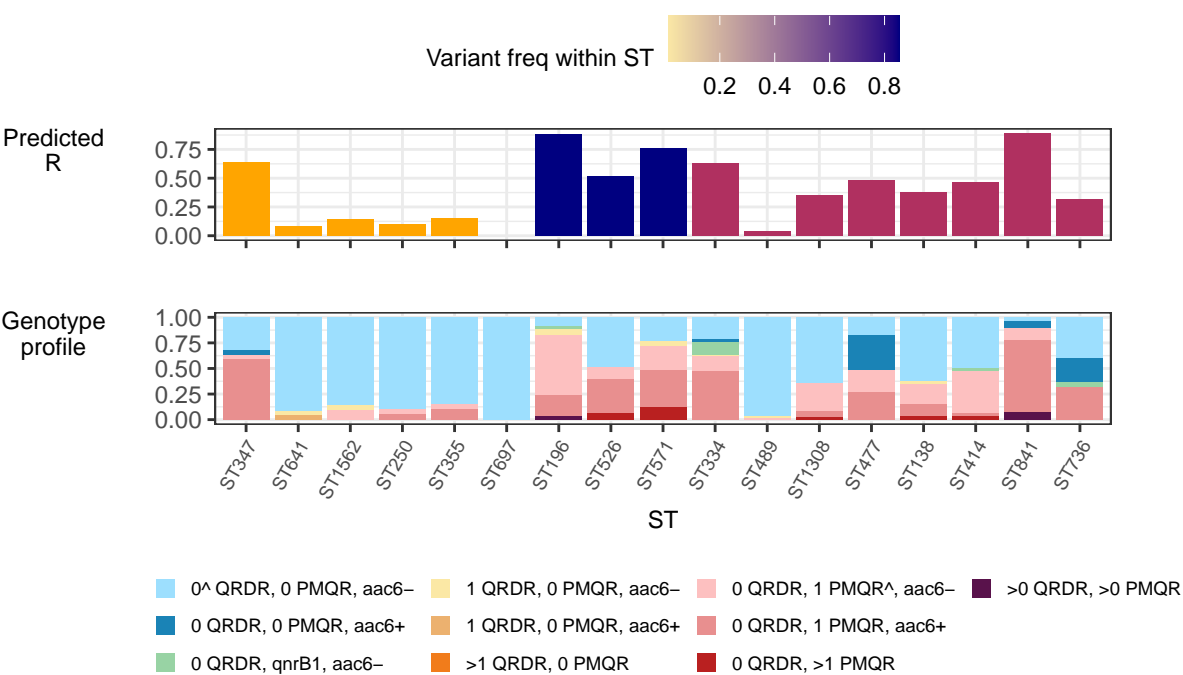 Variant freq within ST
0.2 0.4 0.6 0.8
Predicted
R
0.75
0.50
0.25
0.00
Genotype
profile
1.00
0.75
0.50
0.25
0.00
ST347 ST641 ST1562 ST250 ST355 ST697 ST196 ST526 ST571 ST334 ST489 ST1308 ST477 ST138 ST414 ST841 ST736
ST
0^ QRDR, 0 PMQR, aac6− 1 QRDR, 0 PMQR, aac6− 0 QRDR, 1 PMQR^, aac6− >0 QRDR, >0 PMQR
0 QRDR, 0 PMQR, aac6+ 1 QRDR, 0 PMQR, aac6+ 0 QRDR, 1 PMQR, aac6+
0 QRDR, qnrB1, aac6− >1 QRDR, 0 PMQR 0 QRDR, >1 PMQR